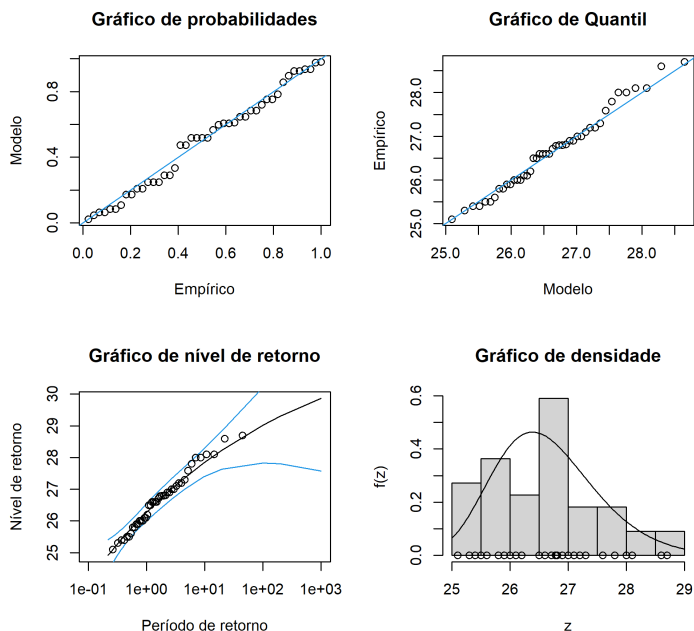 Gráfico de probabilidades
Modelo
0.0 0.4 0.8
0.0 0.2 0.4 0.6 0.8 1.0
Empírico
Gráfico de Quantil
Empírico
25.0 26.0 27.0 28.0
25.0 26.0 27.0 28.0
Modelo
Gráfico de nível de retorno
Nível de retorno
25 26 27 28 29 30
1e-01 1e+00 1e+01 1e+02 1e+03
Período de retorno
Gráfico de densidade
f(z)
0.0 0.2 0.4 0.6
25 26 27 28 29
z